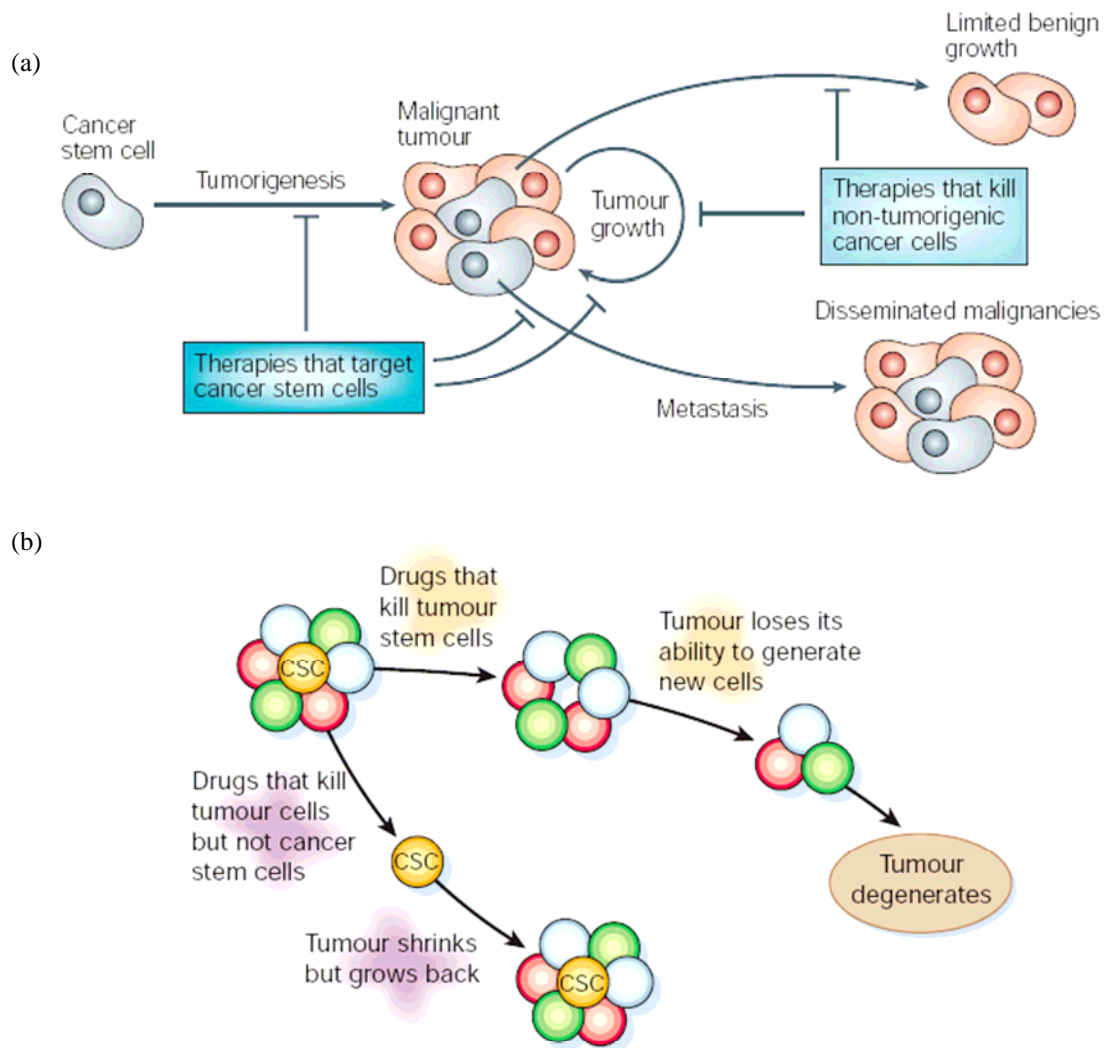 (a)
Limited benign
growth
Cancer
stem cell
Malignant
tumour
Tumorigenesis
Tumour
growth
Therapies that kill
non-tumorigenic
cancer cells
Disseminated malignancies
Therapies that target
cancer stem cells
Metastasis
(b)
Drugs that
kill tumour
stem cells
Tumour loses its
ability to generate
new cells
CSC
Drugs that kill
tumour cells
but not cancer
stem cells
CSC
Tumour
degenerates
Tumour shrinks
but grows back
CSC